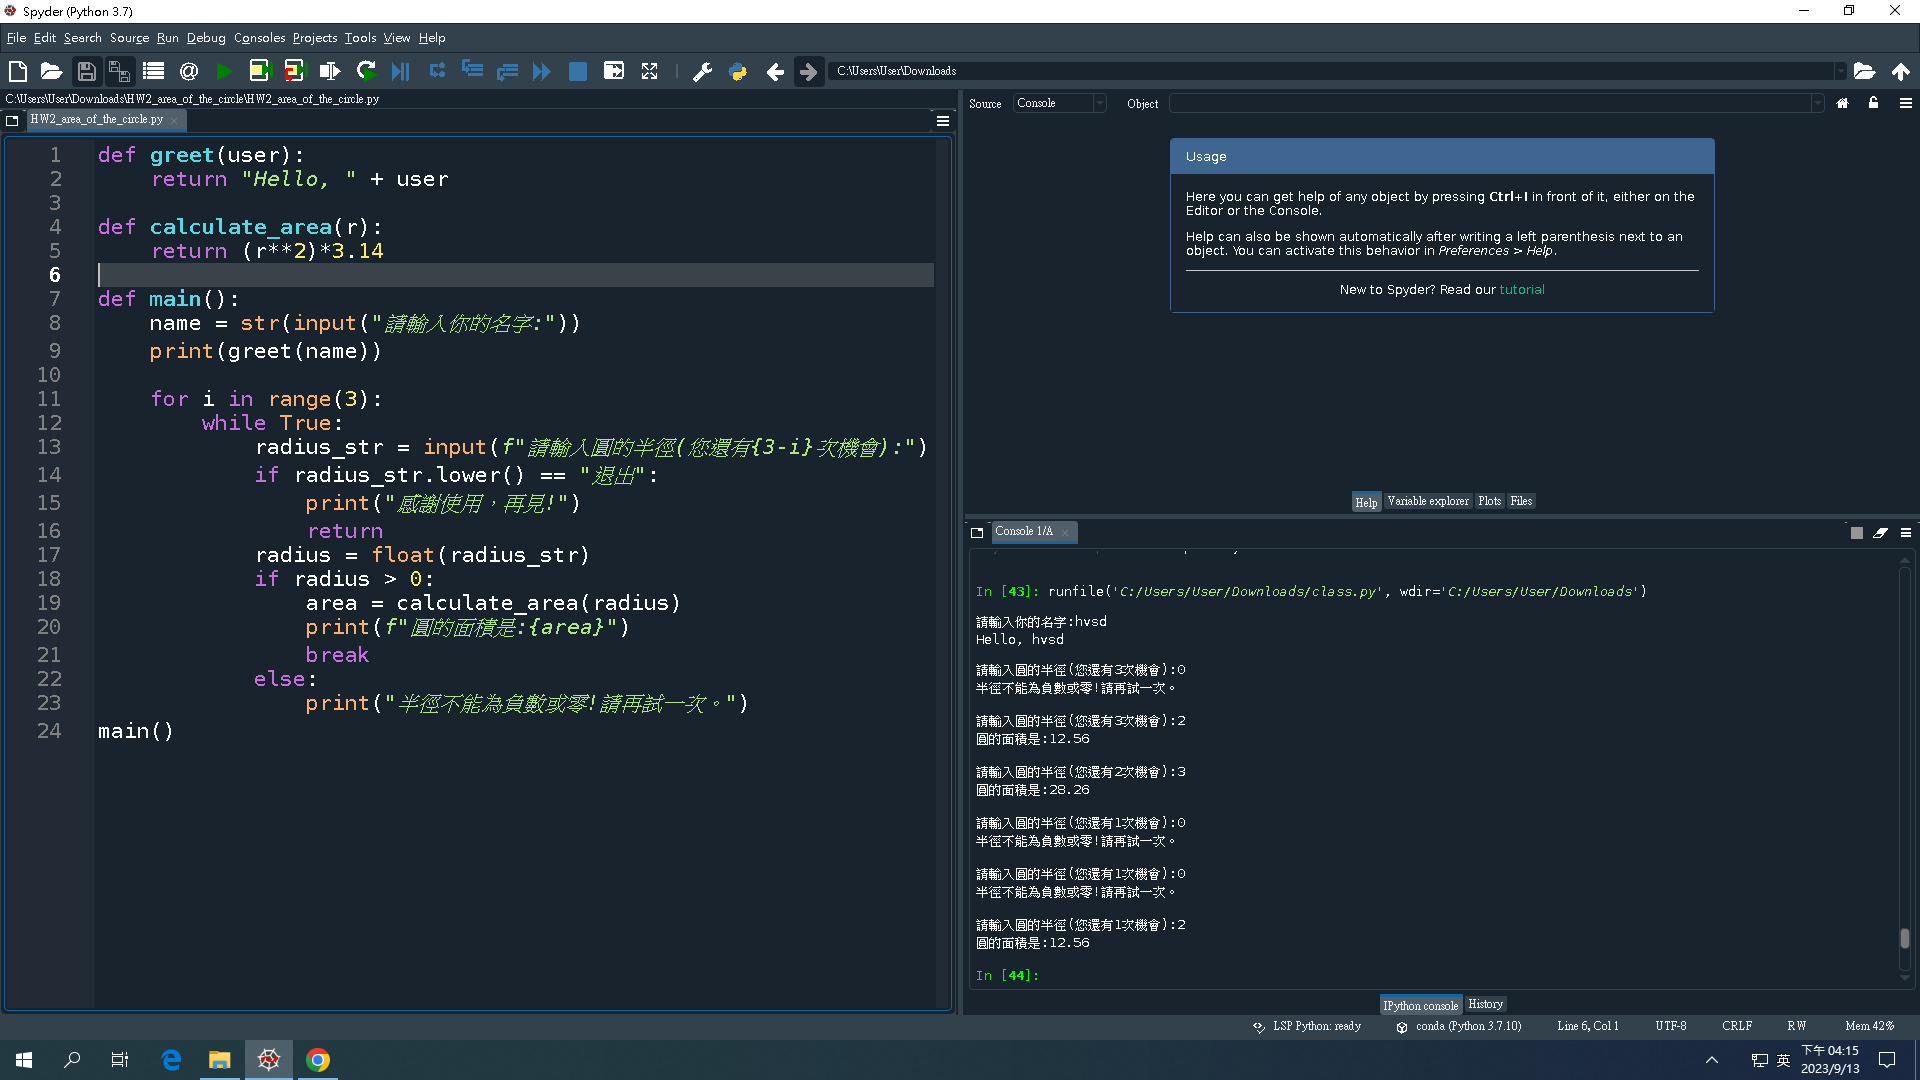 Spyder (Python 3.7)
File Edit Search Source Run Debug Consoles Projects Tools View Help
C:\Users\User\Downloads
C:\Users\User\Downloads\HW2_area_of_the_circle\HW2_area_of_the_circle.py
HW2_area_of_the_circle.py
1 def greet(user):
2     return "Hello, " + user
3
4 def calculate_area(r):
5     return (r**2)*3.14
6
7 def main():
8     name = str(input("請輸入你的名字:"))
9     print(greet(name))
10
11     for i in range(3):
12         while True:
13             radius_str = input(f"請輸入圓的半徑(您還有{3-i}次機會):")
14             if radius_str.lower() == "退出":
15                 print("感謝使用，再見!")
16                 return
17             radius = float(radius_str)
18             if radius > 0:
19                 area = calculate_area(radius)
20                 print(f"圓的面積是:{area}")
21                 break
22             else:
23                 print("半徑不能為負數或零!請再試一次。")
24 main()
Source Console Object
Usage
Here you can get help of any object by pressing Ctrl+I in front of it, either on the
Editor or the Console.
Help can also be shown automatically after writing a left parenthesis next to an
object. You can activate this behavior in Preferences > Help.
New to Spyder? Read our tutorial
Help Variable explorer Plots Files
Console 1/A
In [43]: runfile('C:/Users/User/Downloads/class.py', wdir='C:/Users/User/Downloads')
請輸入你的名字:hvsd
Hello, hvsd
請輸入圓的半徑(您還有3次機會):0
半徑不能為負數或零!請再試一次。
請輸入圓的半徑(您還有3次機會):2
圓的面積是:12.56
請輸入圓的半徑(您還有2次機會):3
圓的面積是:28.26
請輸入圓的半徑(您還有1次機會):0
半徑不能為負數或零!請再試一次。
請輸入圓的半徑(您還有1次機會):0
半徑不能為負數或零!請再試一次。
請輸入圓的半徑(您還有1次機會):2
圓的面積是:12.56
In [44]:
IPython console History
LSP Python: ready conda (Python 3.7.10) Line 6, Col 1 UTF-8 CRLF RW Mem 42%
英
下午 04:15
2023/9/13